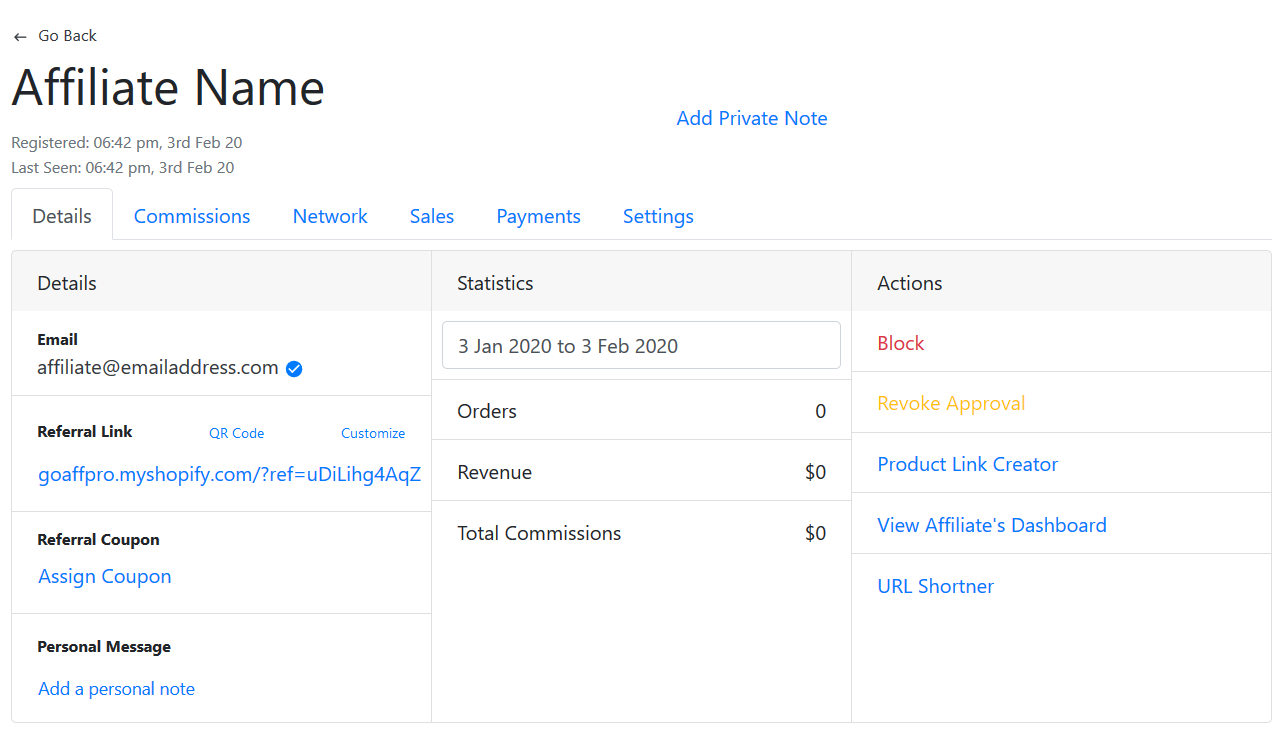 ← Go Back
Affiliate Name
Add Private Note
Registered: 06:42 pm, 3rd Feb 20
Last Seen: 06:42 pm, 3rd Feb 20
Details Commissions Network Sales Payments Settings
Details
Email
affiliate@emailaddress.com
Referral Link QR Code Customize
goaffpro.myshopify.com/?ref=uDiLihg4AqZ
Referral Coupon
Assign Coupon
Personal Message
Add a personal note
Statistics
3 Jan 2020 to 3 Feb 2020
Orders 0
Revenue $0
Total Commissions $0
Actions
Block
Revoke Approval
Product Link Creator
View Affiliate's Dashboard
URL Shortner